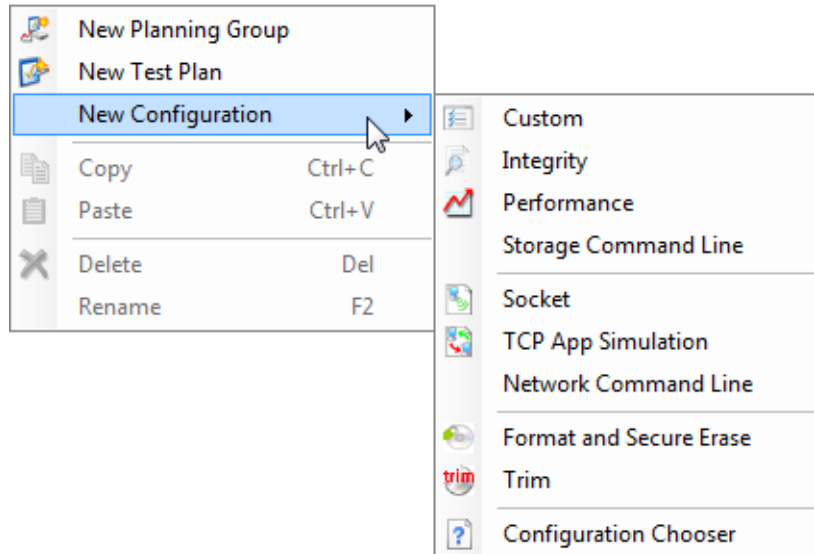 New Planning Group
New Test Plan
New Configuration
Copy Ctrl+C
Paste Ctrl+V
Delete Del
Rename F2
Custom
Integrity
Performance
Storage Command Line
Socket
TCP App Simulation
Network Command Line
Format and Secure Erase
trim Trim
Configuration Chooser